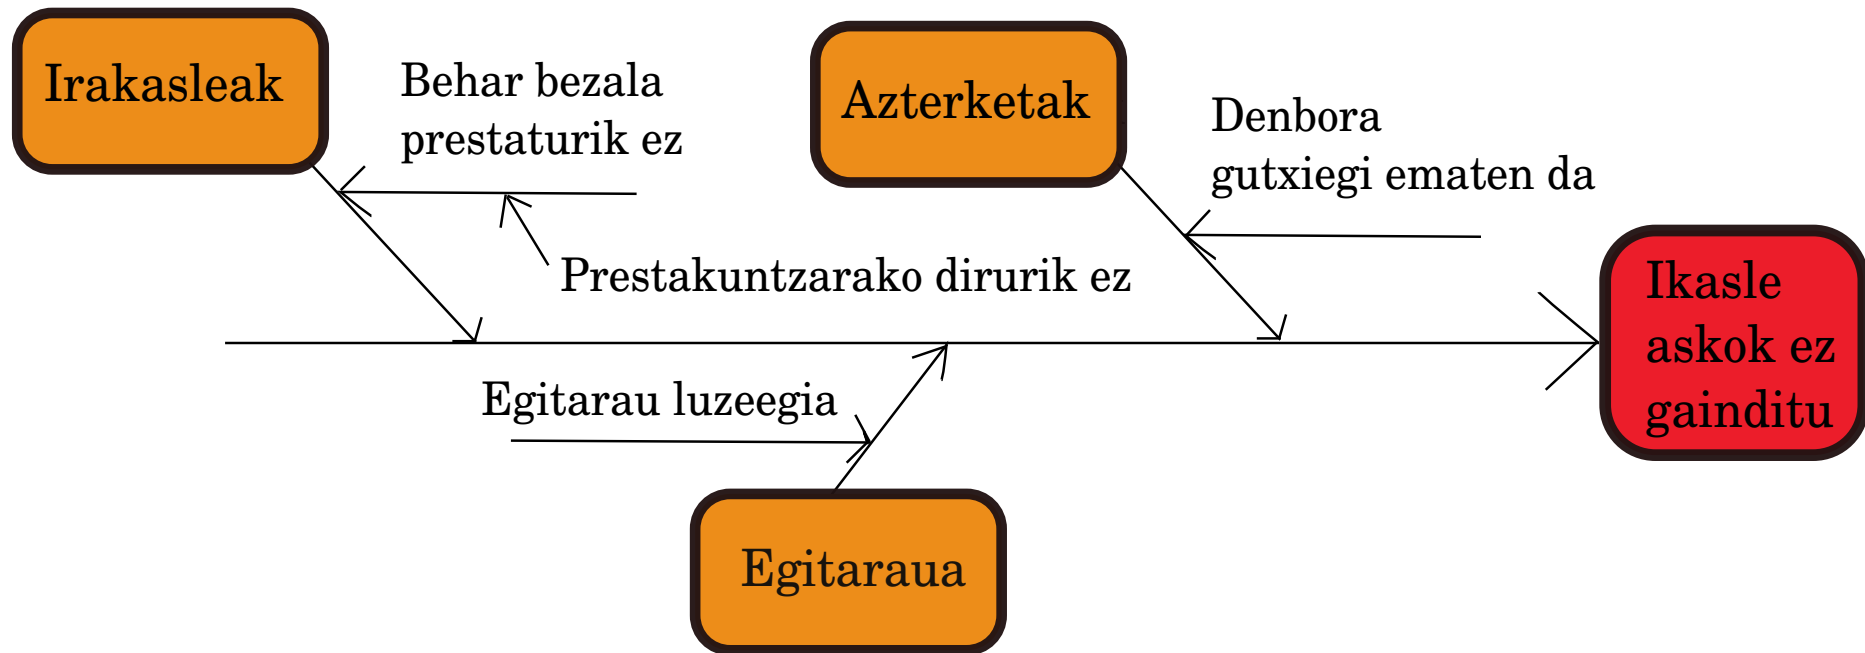 Irakasleak
Behar bezala
prestaturik ez
Prestakuntzarako dirurik ez
Azterketak
Denbora
gutxiegi ematen da
Egitarau luzeegia
Egitaraua
Ikasle
askok ez
gainditu